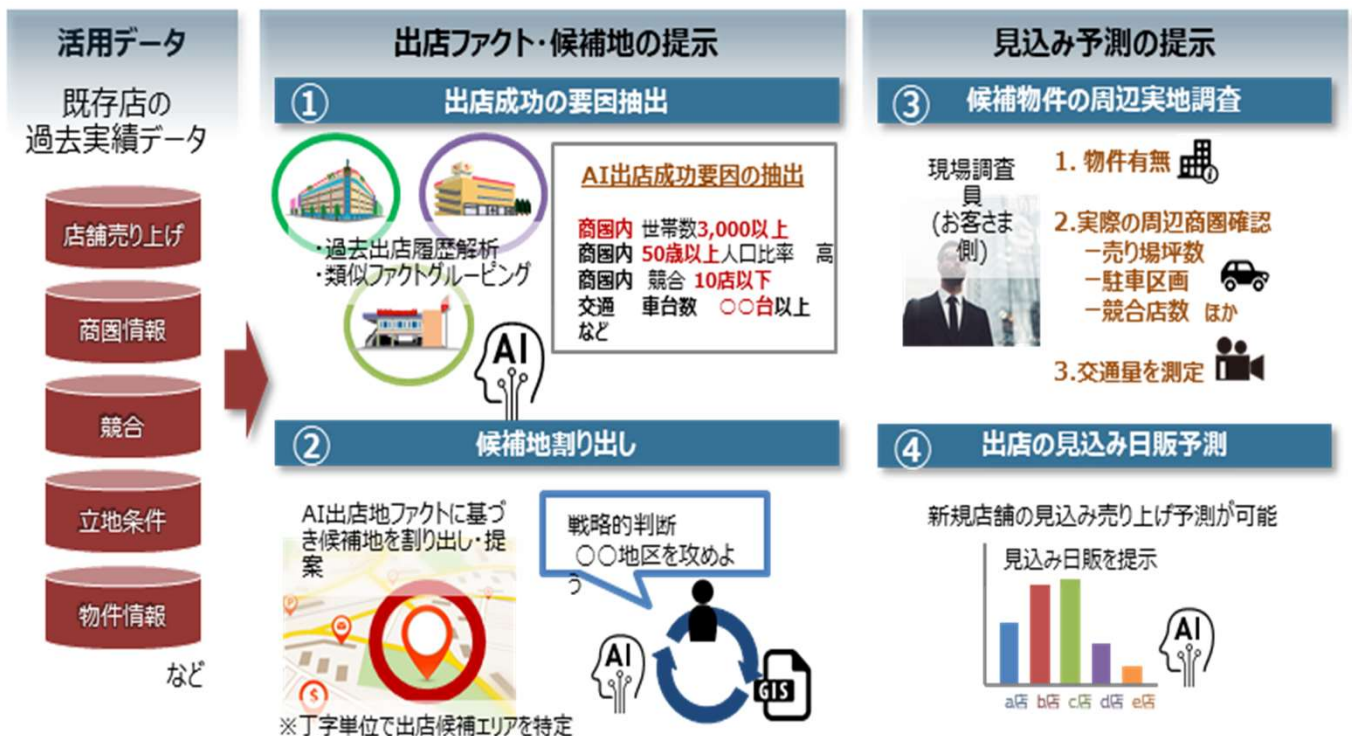 活用データ
既存店の
過去実績データ
店舗売り上げ
商圏情報
競合
立地条件
物件情報
など
出店ファクト・候補地の提示
① 出店成功の要因抽出
・過去出店履歴解析
・類似ファクトグルーピング
AI
AI出店成功要因の抽出
商圏内 世帯数3,000以上
商圏内 50歳以上人口比率 高
商圏内 競合 10店以下
交通 車台数 〇〇台以上
など
② 候補地割り出し
AI出店地ファクトに基づ
き候補地を割り出し・提
案
P
$
※丁字単位で出店候補エリアを特定
戦略的判断
〇〇地区を攻めよ
う
AI
GIS
見込み予測の提示
③ 候補物件の周辺実地調査
現場調査
員
(お客さま
側)
1. 物件有無
2.実際の周辺商圏確認
－売り場坪数
－駐車区画
－競合店数 ほか
3.交通量を測定
④ 出店の見込み日販予測
新規店舗の見込み売り上げ予測が可能
見込み日販を提示
a店 b店 c店 d店 e店
AI